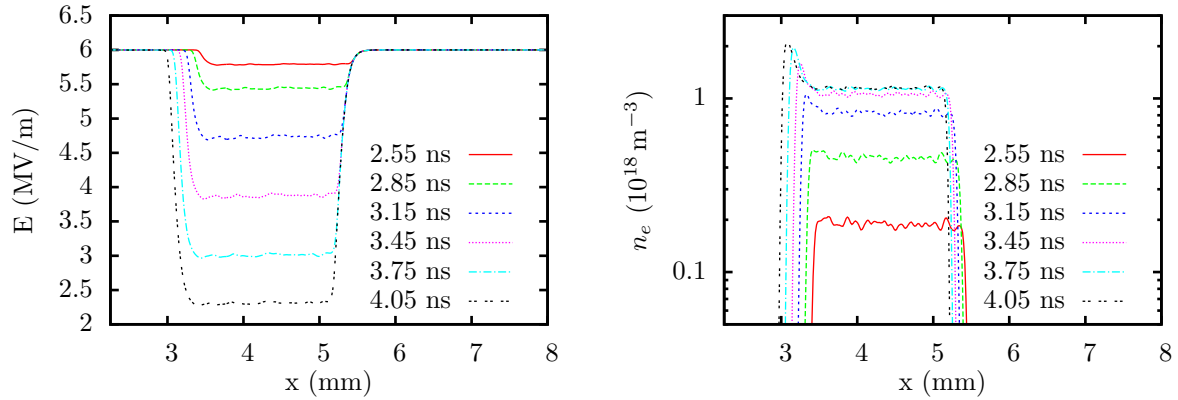 6.5
6
5.5
5
4.5
4
3.5
3
2.5
2
E (MV/m)
3 4 5 6 7 8
x (mm)
2.55 ns
2.85 ns
3.15 ns
3.45 ns
3.75 ns
4.05 ns
1
0.1
n_e (10^18 m^−3)
3 4 5 6 7 8
x (mm)
2.55 ns
2.85 ns
3.15 ns
3.45 ns
3.75 ns
4.05 ns